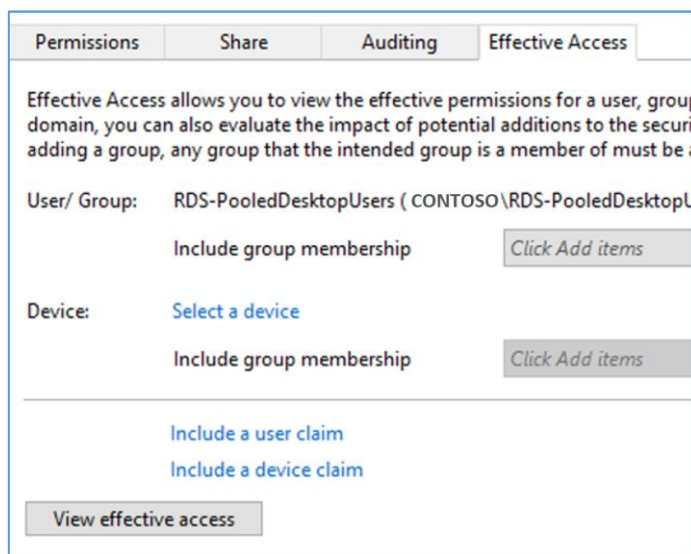 Permissions Share Auditing Effective Access
Effective Access allows you to view the effective permissions for a user, group
domain, you can also evaluate the impact of potential additions to the securi
adding a group, any group that the intended group is a member of must be a
User/ Group: RDS-PooledDesktopUsers ( CONTOSO\RDS-PooledDesktopU
Include group membership Click Add items
Device: Select a device
Include group membership Click Add items
Include a user claim
Include a device claim
View effective access